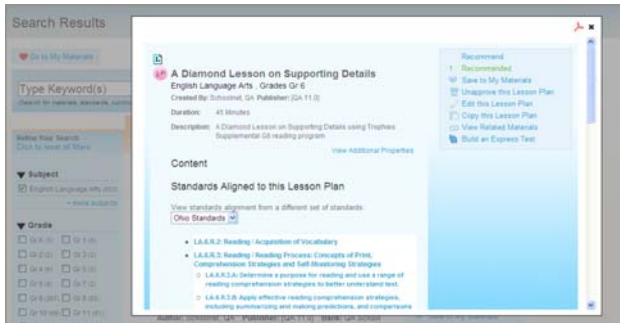 Search Results
Go to My Materials
Type Keyword(s)
Refine Your Search
Click to reset all filters
Subject
English Language Arts
Grade
A Diamond Lesson on Supporting Details
English Language Arts , Grades Gr 6
Created By: Schoolnet, QA Publisher: [QA 11.0]
Duration: 45 Minutes
Description: A Diamond Lesson on Supporting Details using Trophies
Supplemental G6 reading program
View Additional Properties
Content
Standards Aligned to this Lesson Plan
View standards alignment from a different set of standards:
Ohio Standards
LA.6.R.2: Reading / Acquisition of Vocabulary
LA.6.R.3: Reading / Reading Process: Concepts of Print,
Comprehension Strategies and Self-Monitoring Strategies
LA.6.R.3.A: Determine a purpose for reading and use a range of
reading comprehension strategies to better understand text.
LA.6.R.3.B: Apply effective reading comprehension strategies,
including summarizing and making predictions, and comparisons
Recommend
1 Recommended
Save to My Materials
Unapprove this Lesson Plan
Edit this Lesson Plan
Copy this Lesson Plan
View Related Materials
Build an Express Test
Author: Schoolnet, QA Publisher: [QA 11.0] Bank: QA School